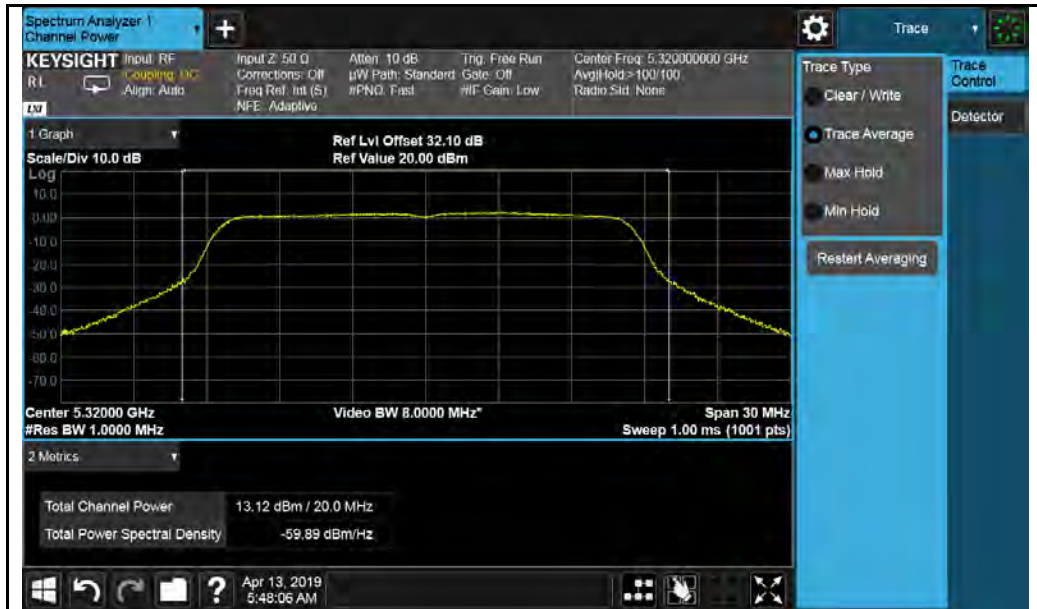 Spectrum Analyzer 1
Channel Power
+
Trace
KEYSIGHT Input: RF
R L
Coupling: DC
Align: Auto
LXI
Input Z: 50 Ω
Corrections: Off
Freq Ref: Int (S)
NFE: Adaptive
Atten: 10 dB
µW Path: Standard
#PNO: Fast
Trig: Free Run
Gate: Off
#IF Gain: Low
Center Freq: 5.320000000 GHz
Avg|Hold:>100/100
Radio Std: None
Trace Type
Clear / Write
Trace Average
Max Hold
Min Hold
Restart Averaging
Trace
Control
Detector
1 Graph
Scale/Div 10.0 dB
Ref Lvl Offset 32.10 dB
Ref Value 20.00 dBm
Log
10.0
0.00
-10.0
-20.0
-30.0
-40.0
-50.0
-60.0
-70.0
Center 5.32000 GHz
#Res BW 1.0000 MHz
Video BW 8.0000 MHz*
Span 30 MHz
Sweep 1.00 ms (1001 pts)
2 Metrics
Total Channel Power 13.12 dBm / 20.0 MHz
Total Power Spectral Density -59.89 dBm/Hz
?
Apr 13, 2019
5:48:06 AM